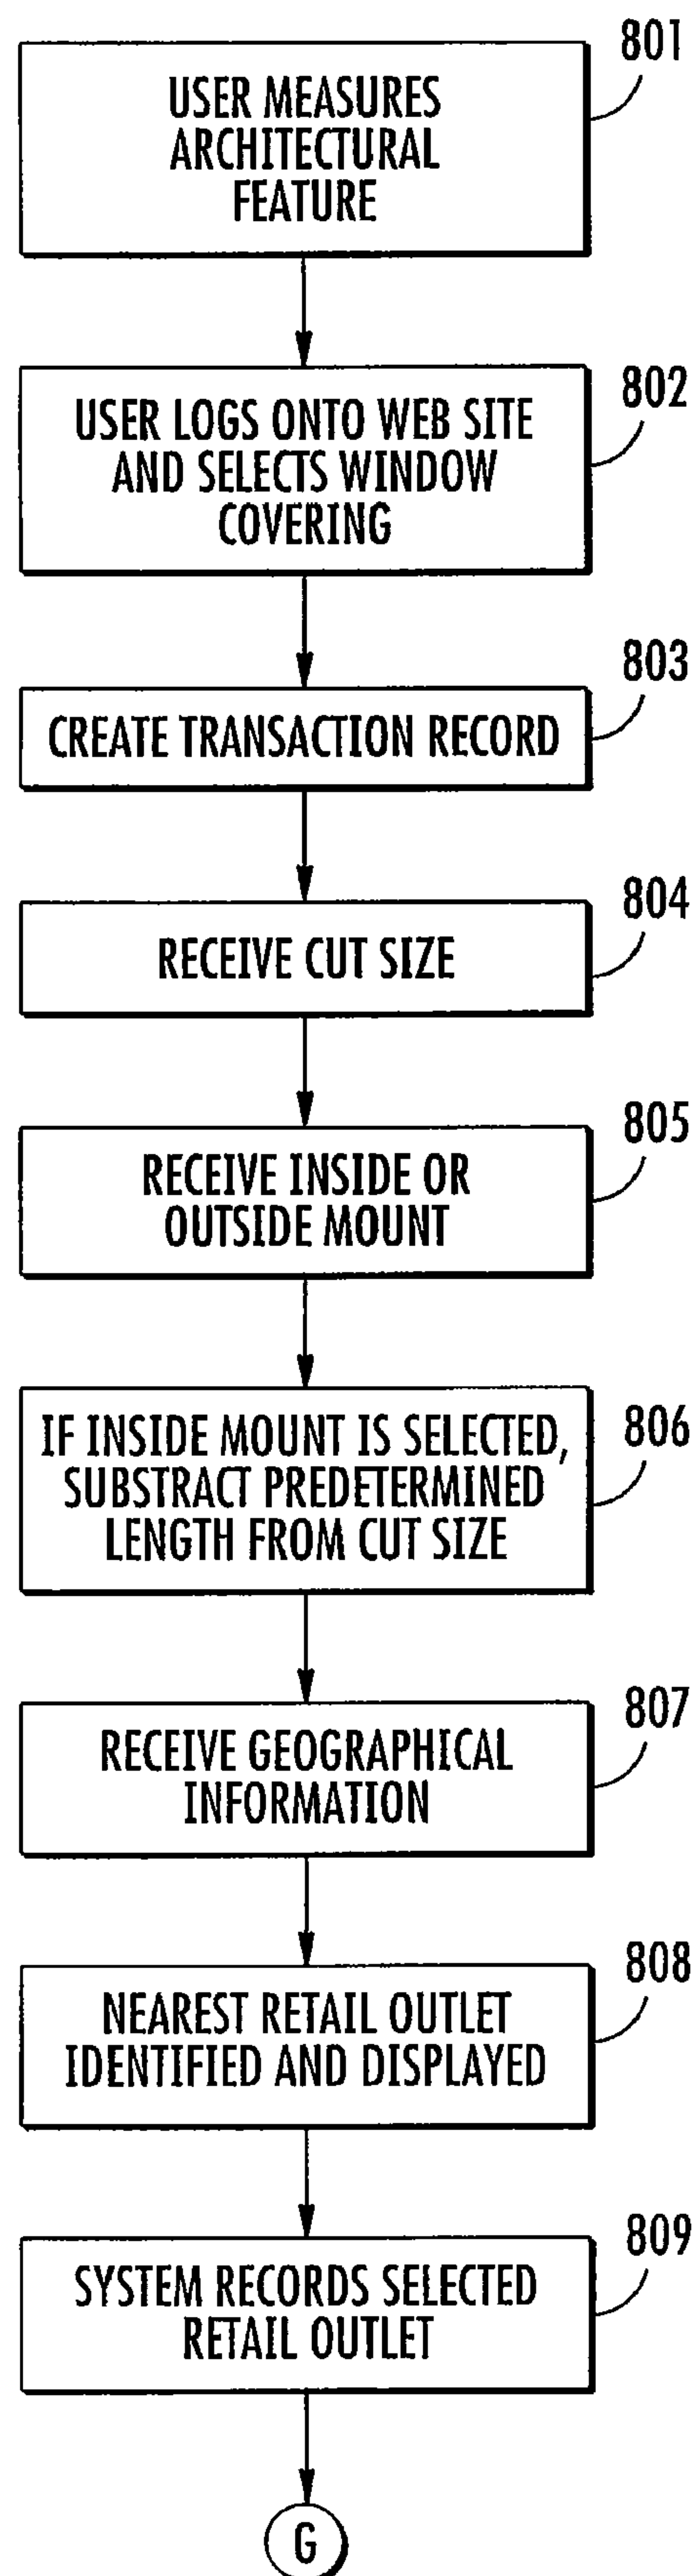 801
USER MEASURES
ARCHITECTURAL
FEATURE
802
USER LOGS ONTO WEB SITE
AND SELECTS WINDOW
COVERING
803
CREATE TRANSACTION RECORD
804
RECEIVE CUT SIZE
805
RECEIVE INSIDE OR
OUTSIDE MOUNT
806
IF INSIDE MOUNT IS SELECTED,
SUBSTRACT PREDETERMINED
LENGTH FROM CUT SIZE
807
RECEIVE GEOGRAPHICAL
INFORMATION
808
NEAREST RETAIL OUTLET
IDENTIFIED AND DISPLAYED
809
SYSTEM RECORDS SELECTED
RETAIL OUTLET
G